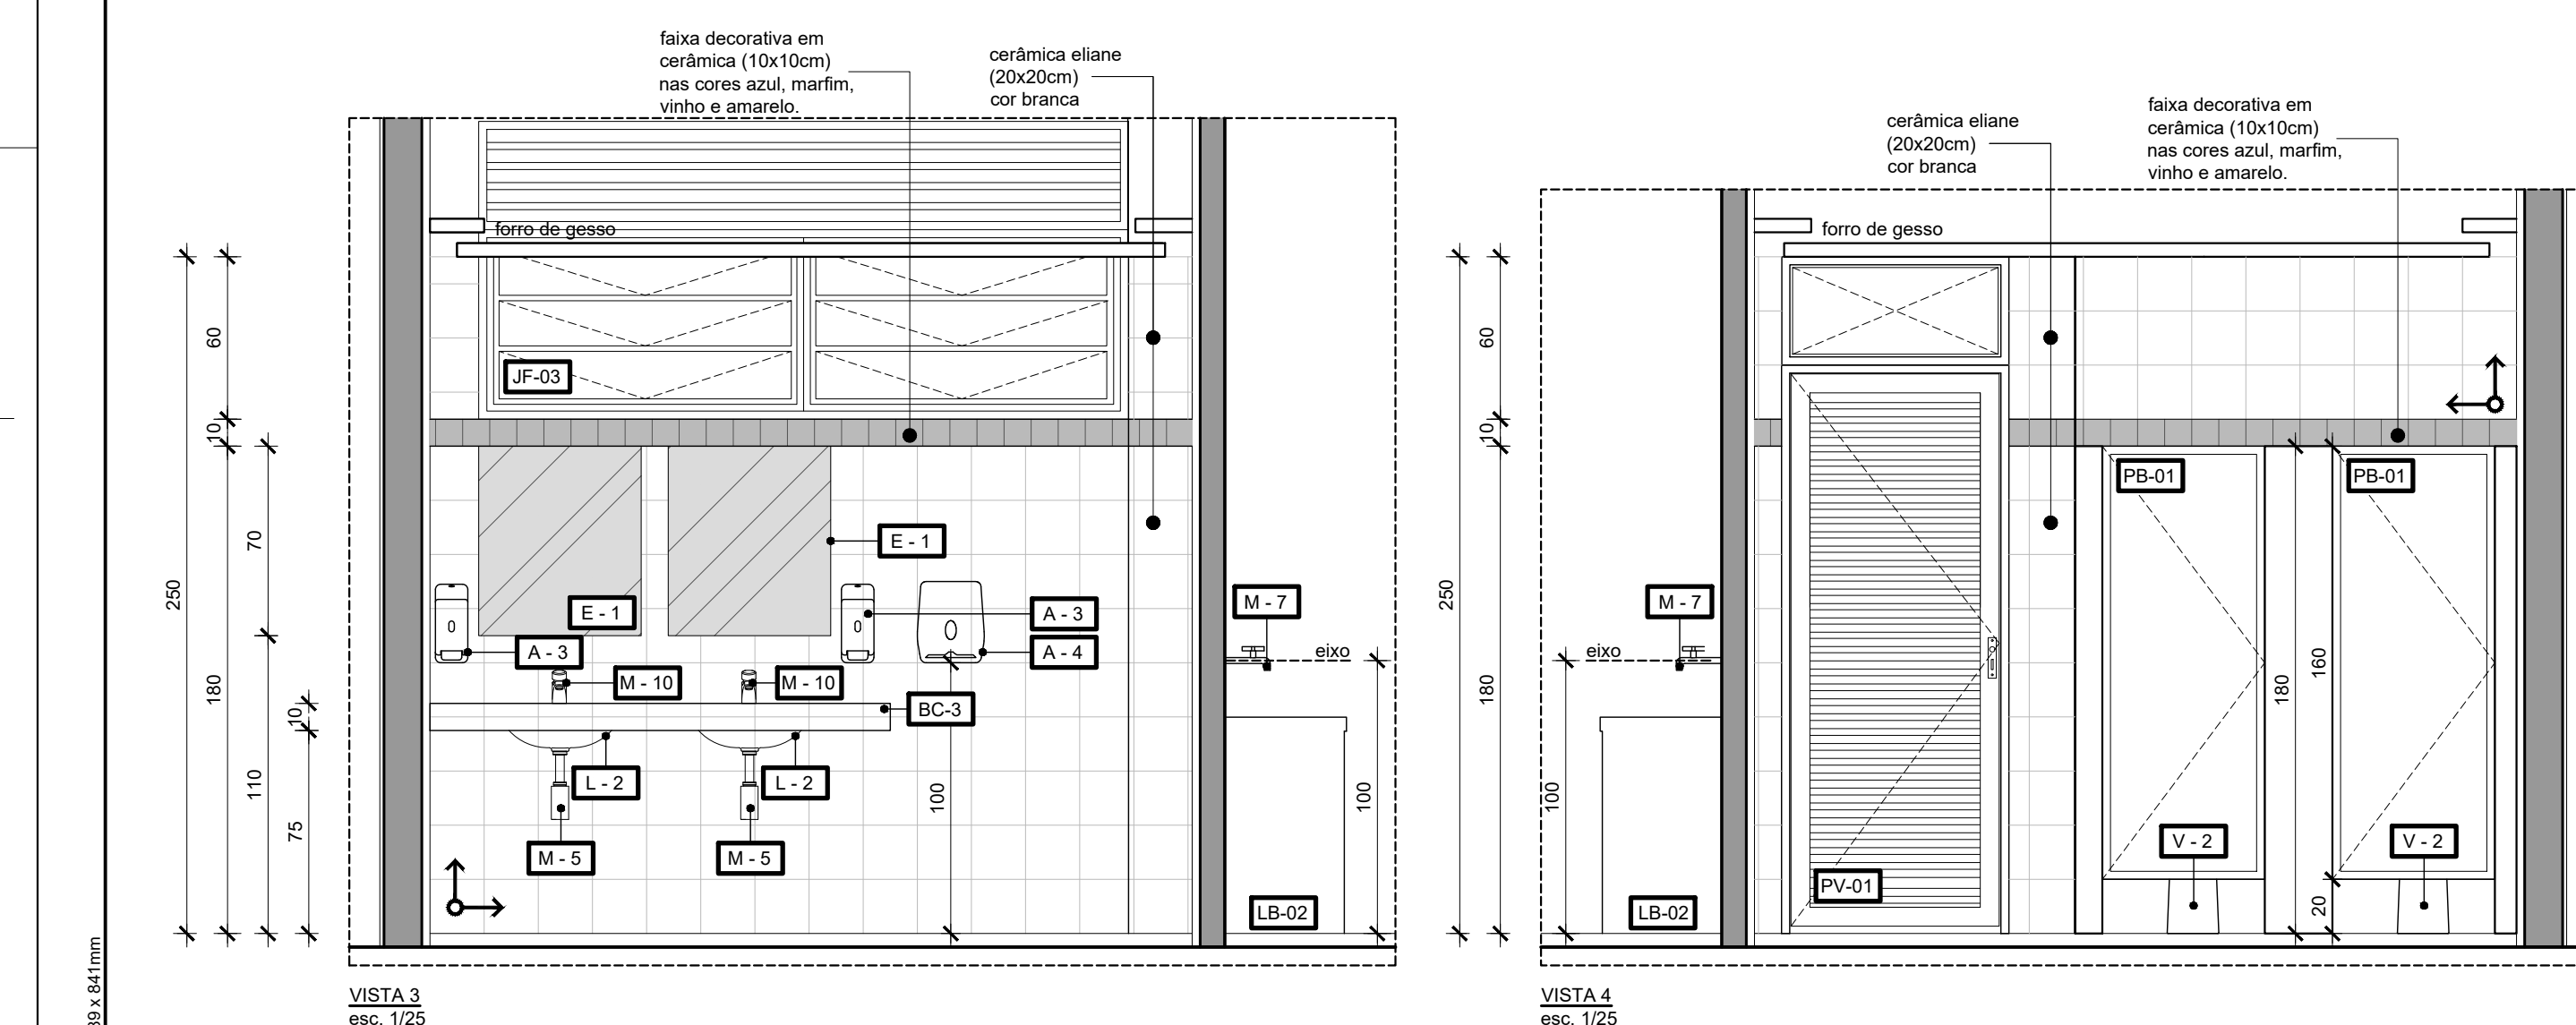 faixa decorativa em
cerâmica (10x10cm)
nas cores azul, marfim,
vinho e amarelo.
cerâmica eliane
(20x20cm)
cor branca
forro de gesso
JF-03
E - 1
E - 1
A - 3
A - 3
A - 4
M - 10
M - 10
BC-3
L - 2
L - 2
M - 5
M - 5
M - 7
eixo
LB-02
250
60
10
180
70
110
10
75
100
100
VISTA 3
esc. 1/25
cerâmica eliane
(20x20cm)
cor branca
faixa decorativa em
cerâmica (10x10cm)
nas cores azul, marfim,
vinho e amarelo.
forro de gesso
PB-01
PB-01
M - 7
eixo
V - 2
V - 2
PV-01
LB-02
250
60
10
180
100
180
160
20
VISTA 4
esc. 1/25